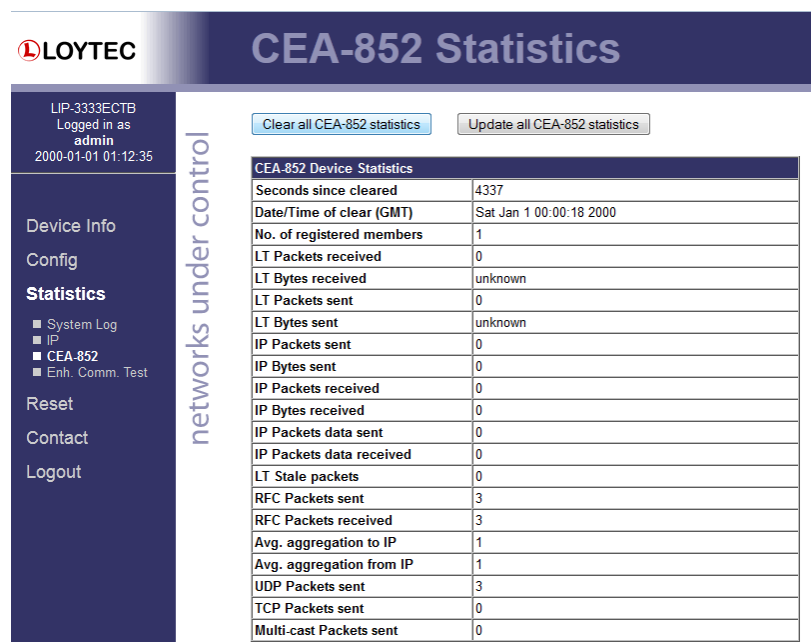 LOYTEC
CEA-852 Statistics
LIP-3333ECTB
Logged in as
admin
2000-01-01 01:12:35
Device Info
Config
Statistics
System Log
IP
CEA-852
Enh. Comm. Test
Reset
Contact
Logout
networks under control
Clear all CEA-852 statistics Update all CEA-852 statistics
CEA-852 Device Statistics
Seconds since cleared 4337
Date/Time of clear (GMT) Sat Jan 1 00:00:18 2000
No. of registered members 1
LT Packets received 0
LT Bytes received unknown
LT Packets sent 0
LT Bytes sent unknown
IP Packets sent 0
IP Bytes sent 0
IP Packets received 0
IP Bytes received 0
IP Packets data sent 0
IP Packets data received 0
LT Stale packets 0
RFC Packets sent 3
RFC Packets received 3
Avg. aggregation to IP 1
Avg. aggregation from IP 1
UDP Packets sent 3
TCP Packets sent 0
Multi-cast Packets sent 0